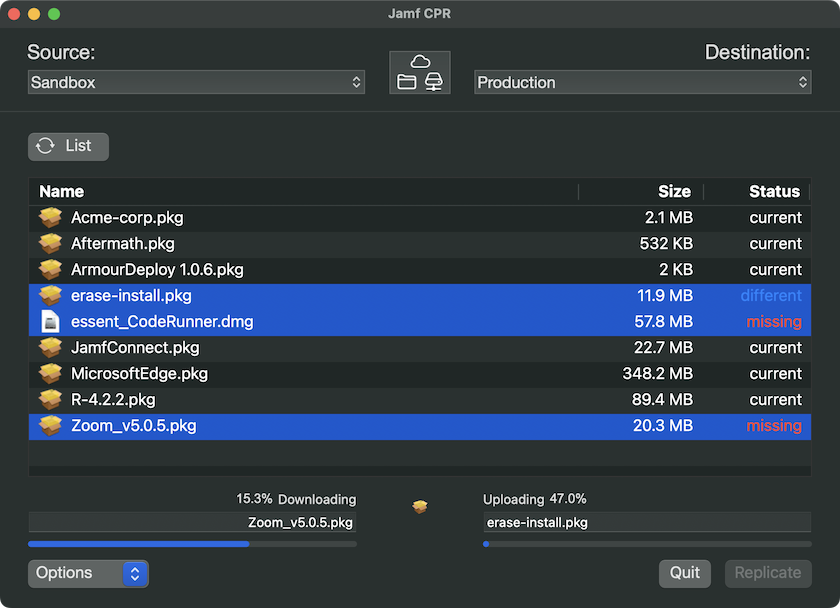 Jamf CPR
Source:
Destination:
Sandbox
Production
List
Name Size Status
Acme-corp.pkg 2.1 MB current
Aftermath.pkg 532 KB current
ArmourDeploy 1.0.6.pkg 2 KB current
erase-install.pkg 11.9 MB different
essent_CodeRunner.dmg 57.8 MB missing
JamfConnect.pkg 22.7 MB current
MicrosoftEdge.pkg 348.2 MB current
R-4.2.2.pkg 89.4 MB current
Zoom_v5.0.5.pkg 20.3 MB missing
15.3% Downloading
Uploading 47.0%
Zoom_v5.0.5.pkg
erase-install.pkg
Options
Quit
Replicate